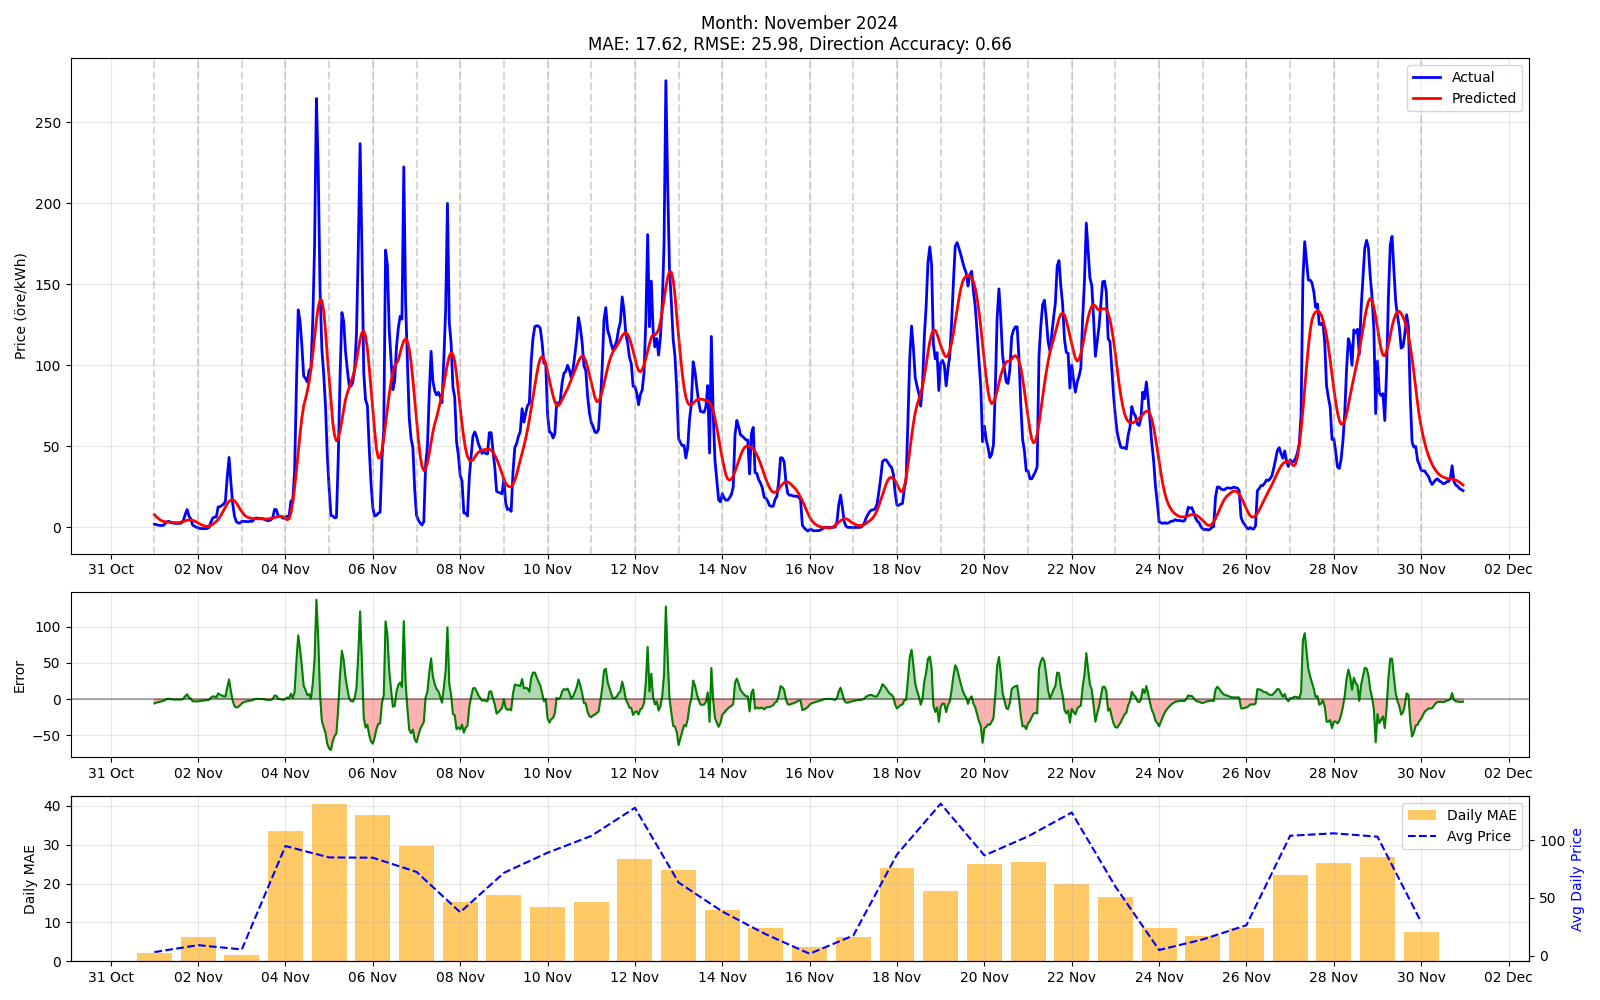 Month: November 2024
MAE: 17.62, RMSE: 25.98, Direction Accuracy: 0.66
Price (öre/kWh)
250
200
150
100
50
0
Actual
Predicted
31 Oct 02 Nov 04 Nov 06 Nov 08 Nov 10 Nov 12 Nov 14 Nov 16 Nov 18 Nov 20 Nov 22 Nov 24 Nov 26 Nov 28 Nov 30 Nov 02 Dec
Error
100
50
0
−50
31 Oct 02 Nov 04 Nov 06 Nov 08 Nov 10 Nov 12 Nov 14 Nov 16 Nov 18 Nov 20 Nov 22 Nov 24 Nov 26 Nov 28 Nov 30 Nov 02 Dec
Daily MAE
40
30
20
10
0
Daily MAE
Avg Price
100
50
0
Avg Daily Price
31 Oct 02 Nov 04 Nov 06 Nov 08 Nov 10 Nov 12 Nov 14 Nov 16 Nov 18 Nov 20 Nov 22 Nov 24 Nov 26 Nov 28 Nov 30 Nov 02 Dec